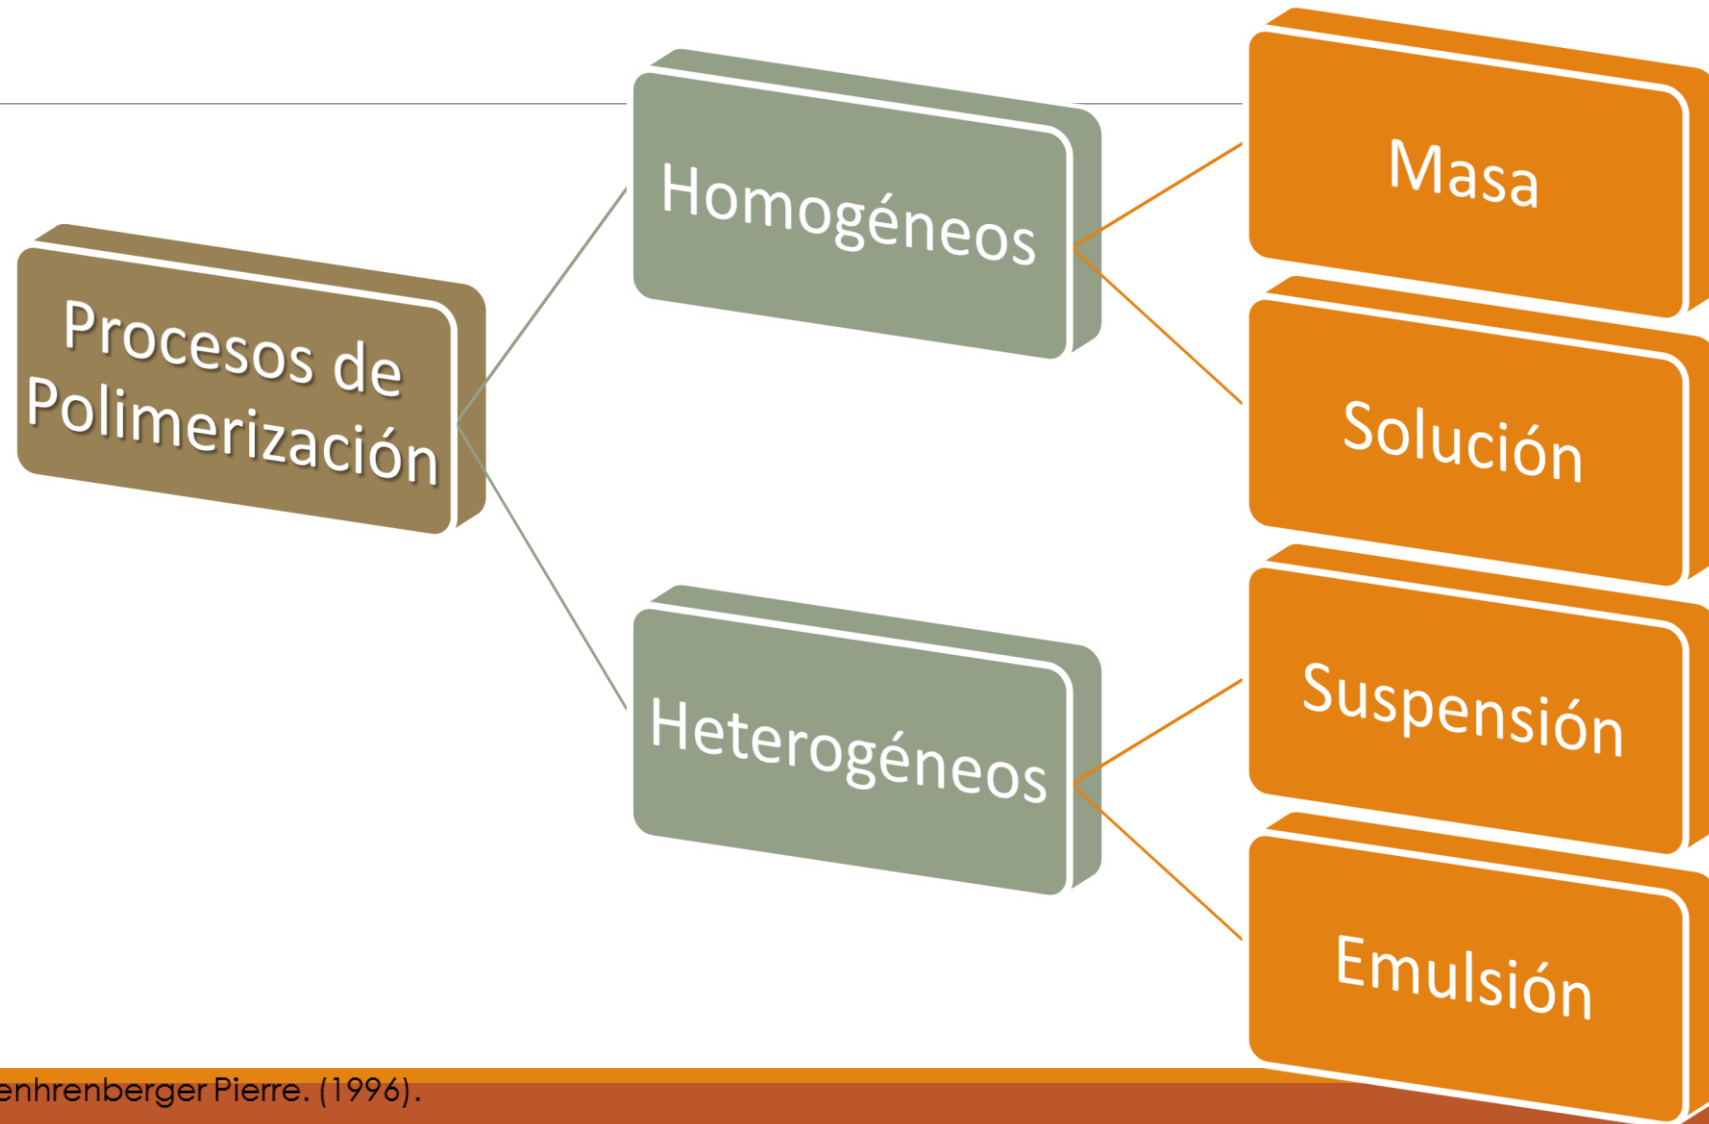 Procesos de
Polimerización
Homogéneos
Masa
Solución
Heterogéneos
Suspensión
Emulsión
enhrenberger Pierre. (1996).